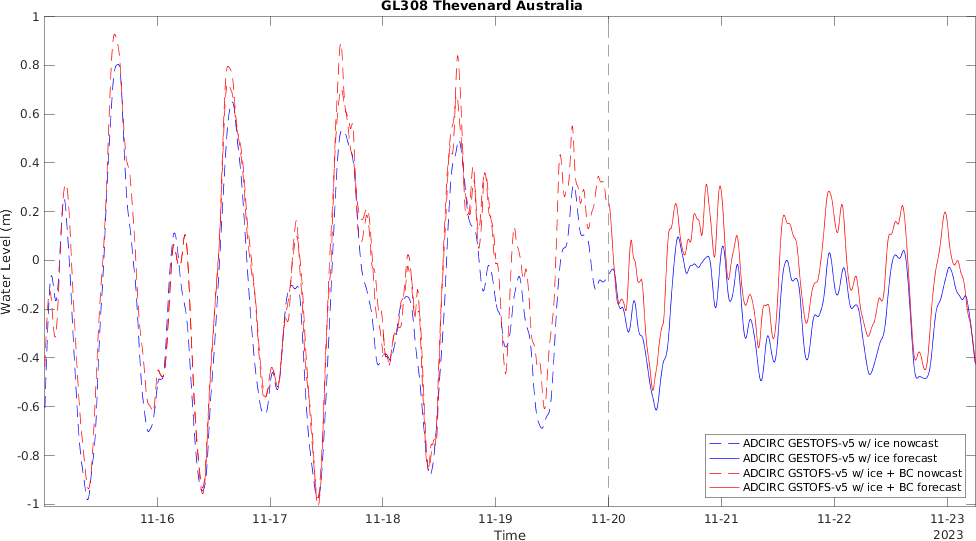 GL308 Thevenard Australia
Water Level (m)
1
0.8
0.6
0.4
0.2
0
-0.2
-0.4
-0.6
-0.8
-1
11-16
11-17
11-18
11-19
11-20
11-21
11-22
11-23
Time
2023
ADCIRC GESTOFS-v5 w/ ice nowcast
ADCIRC GESTOFS-v5 w/ ice forecast
ADCIRC GSTOFS-v5 w/ ice + BC nowcast
ADCIRC GSTOFS-v5 w/ ice + BC forecast